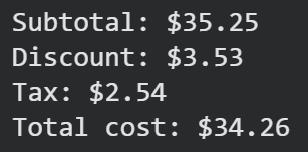 Subtotal: $35.25
Discount: $3.53
Tax: $2.54
Total cost: $34.26